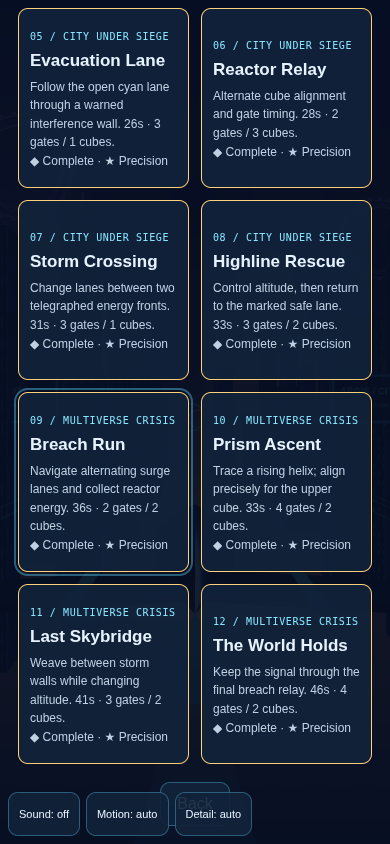 05 / CITY UNDER SIEGE
Evacuation Lane
Follow the open cyan lane
through a warned
interference wall. 26s · 3
gates / 1 cubes.
◆ Complete · ★ Precision
06 / CITY UNDER SIEGE
Reactor Relay
Alternate cube alignment
and gate timing. 28s · 2
gates / 3 cubes.
◆ Complete · ★ Precision
07 / CITY UNDER SIEGE
Storm Crossing
Change lanes between two
telegraphed energy fronts.
31s · 3 gates / 1 cubes.
◆ Complete · ★ Precision
08 / CITY UNDER SIEGE
Highline Rescue
Control altitude, then return
to the marked safe lane.
33s · 3 gates / 2 cubes.
◆ Complete · ★ Precision
09 / MULTIVERSE CRISIS
Breach Run
Navigate alternating surge
lanes and collect reactor
energy. 36s · 2 gates / 2
cubes.
◆ Complete · ★ Precision
10 / MULTIVERSE CRISIS
Prism Ascent
Trace a rising helix; align
precisely for the upper
cube. 33s · 4 gates / 2
cubes.
◆ Complete · ★ Precision
11 / MULTIVERSE CRISIS
Last Skybridge
Weave between storm
walls while changing
altitude. 41s · 3 gates / 2
cubes.
◆ Complete · ★ Precision
12 / MULTIVERSE CRISIS
The World Holds
Keep the signal through the
final breach relay. 46s · 4
gates / 2 cubes.
◆ Complete · ★ Precision
Back
Sound: off
Motion: auto
Detail: auto